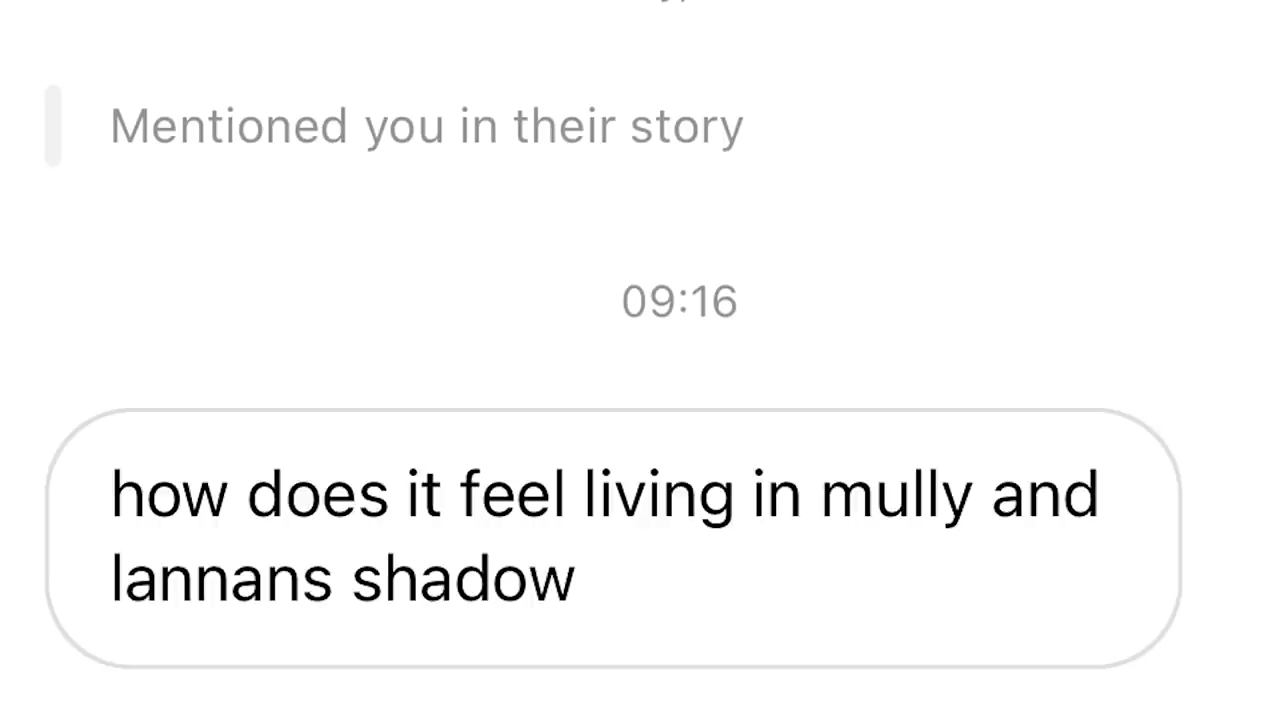 Mentioned you in their story
09:16
how does it feel living in mully and
lannans shadow